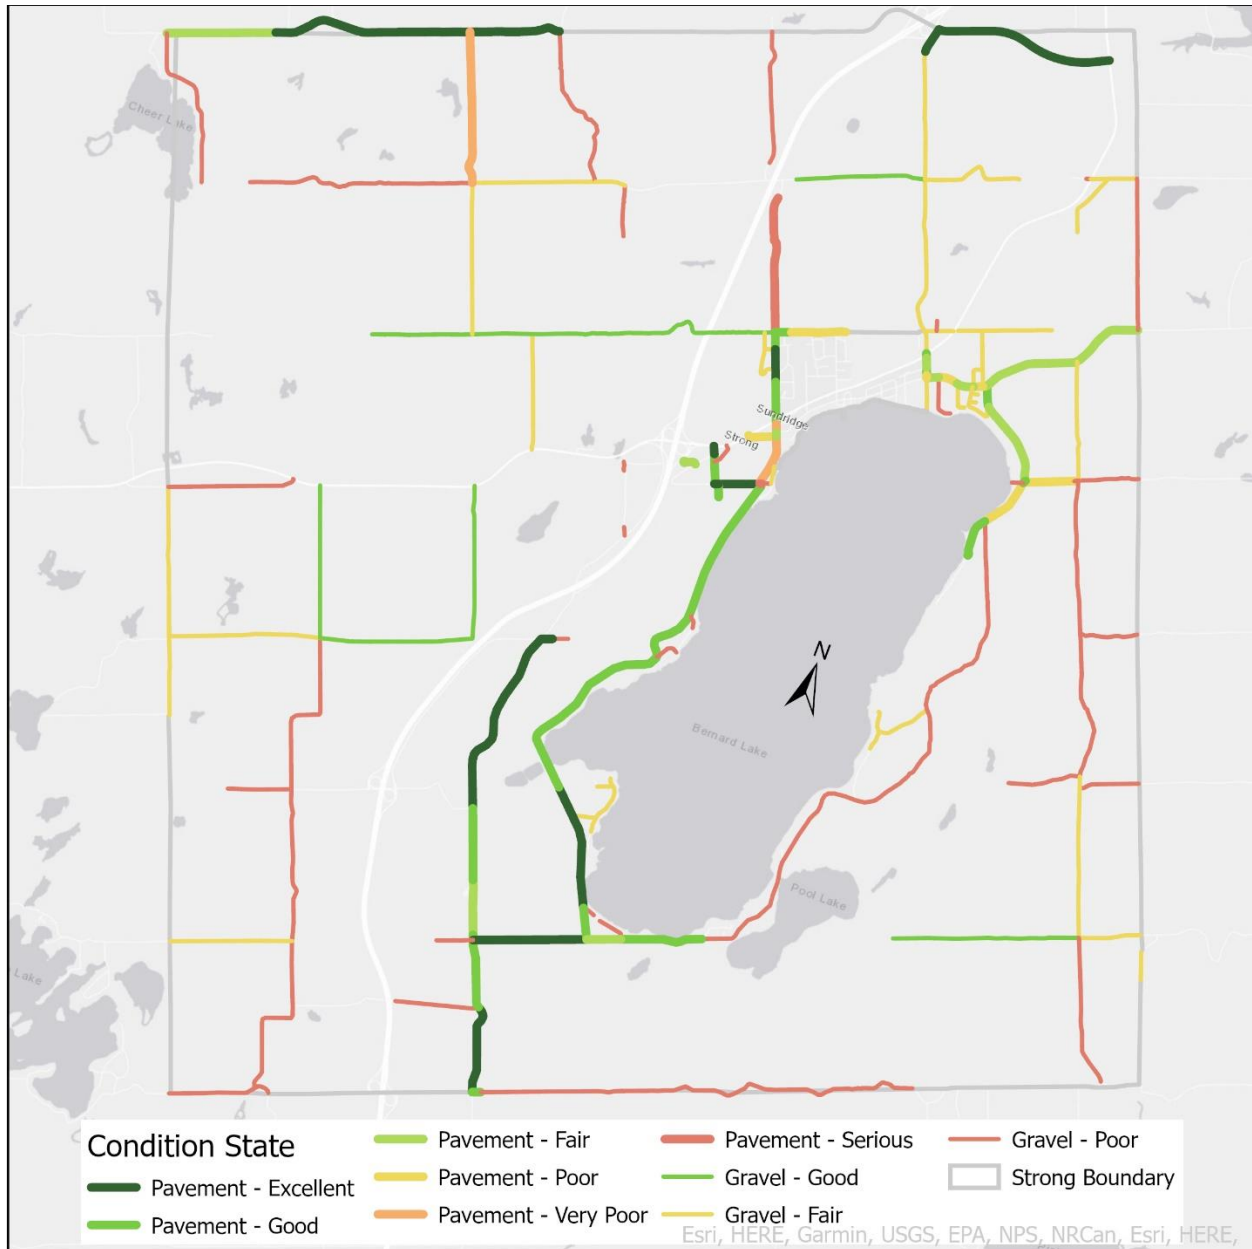 Cheer Lake
Sundridge
Strong
N
Bernard Lake
Pool Lake
Lake
Condition State
Pavement - Excellent
Pavement - Good
Pavement - Fair
Pavement - Poor
Pavement - Very Poor
Pavement - Serious
Gravel - Good
Gravel - Fair
Gravel - Poor
Strong Boundary
Esri, HERE, Garmin, USGS, EPA, NPS, NRCan, Esri, HERE,